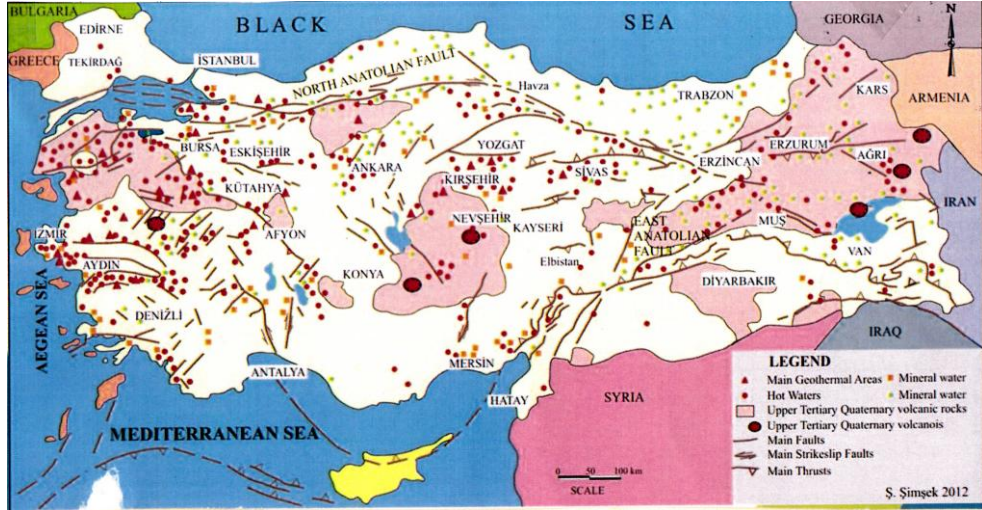 BULGARIA
BLACK
SEA
GEORGIA
N
EDİRNE
GREECE
TEKİRDAĞ
İSTANBUL
NORTH ANATOLIAN FAULT
Havza
TRABZON
KARS
ARMENIA
BURSA
ESKİŞEHİR
ANKARA
YOZGAT
SİVAS
ERZİNCAN
ERZURUM
AĞRI
KÜTAHYA
KIRŞEHİR
NEVŞEHİR
KAYSERİ
IRAN
İZMİR
AFYON
EAST
ANATOLIAN
FAULT
MUŞ
VAN
AYDIN
KONYA
Elbistan
DİYARBAKIR
DENİZLİ
AEGEAN SEA
IRAQ
ANTALYA
MERSİN
HATAY
SYRIA
MEDITERRANEAN SEA
LEGEND
Main Geothermal Areas
Mineral water
Hot Waters
Mineral water
Upper Tertiary Quaternary volcanic rocks
Upper Tertiary Quaternary volcanois
Main Faults
Main Strikeslip Faults
Main Thrusts
0 50 100 km
SCALE
Ş. Şimşek 2012